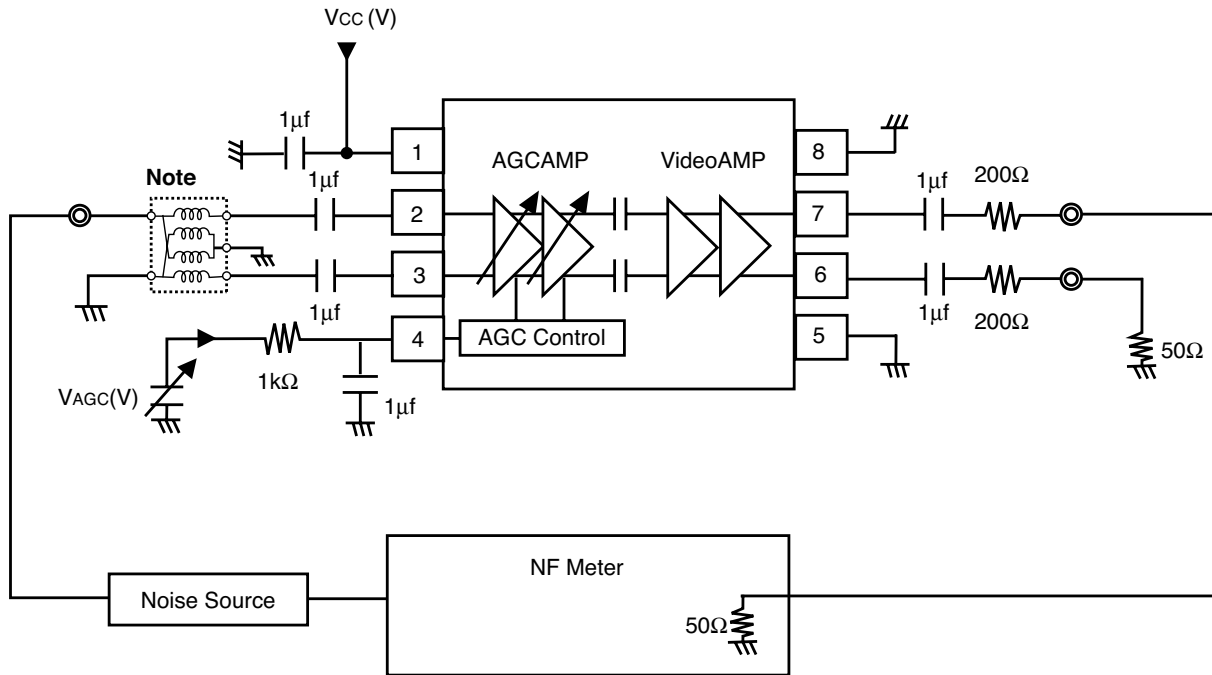 VCC (V)
1μf
1
AGCAMP
VideoAMP
8
Note
1μf
2
7
1μf
200Ω
3
6
1μf
1μf
200Ω
4
AGC Control
5
50Ω
VAGC(V)
1kΩ
1μf
NF Meter
Noise Source
50Ω